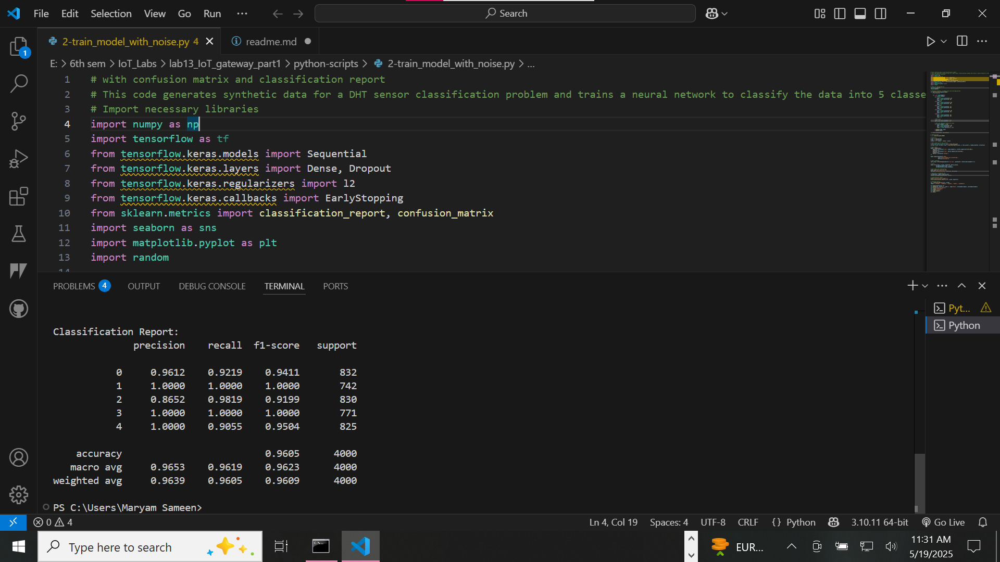 File Edit Selection View Go Run ... Search
2-train_model_with_noise.py 4 readme.md
E: > 6th sem > IoT_Labs > lab13_IoT_gateway_part1 > python-scripts > 2-train_model_with_noise.py > ...
1 # with confusion matrix and classification report
2 # This code generates synthetic data for a DHT sensor classification problem and trains a neural network to classify the data into 5 classe
3 # Import necessary libraries
4 import numpy as np
5 import tensorflow as tf
6 from tensorflow.keras.models import Sequential
7 from tensorflow.keras.layers import Dense, Dropout
8 from tensorflow.keras.regularizers import l2
9 from tensorflow.keras.callbacks import EarlyStopping
10 from sklearn.metrics import classification_report, confusion_matrix
11 import seaborn as sns
12 import matplotlib.pyplot as plt
13 import random
14
PROBLEMS 4 OUTPUT DEBUG CONSOLE TERMINAL PORTS
Pyt...
Python
Classification Report:
precision recall f1-score support
0 0.9612 0.9219 0.9411 832
1 1.0000 1.0000 1.0000 742
2 0.8652 0.9819 0.9199 830
3 1.0000 1.0000 1.0000 771
4 1.0000 0.9055 0.9504 825
accuracy 0.9605 4000
macro avg 0.9653 0.9619 0.9623 4000
weighted avg 0.9639 0.9605 0.9609 4000
PS C:\Users\Maryam Sameen>
0 4 Ln 4, Col 19 Spaces: 4 UTF-8 CRLF {} Python 3.10.11 64-bit Go Live
Type here to search EUR... 11:31 AM
5/19/2025
1